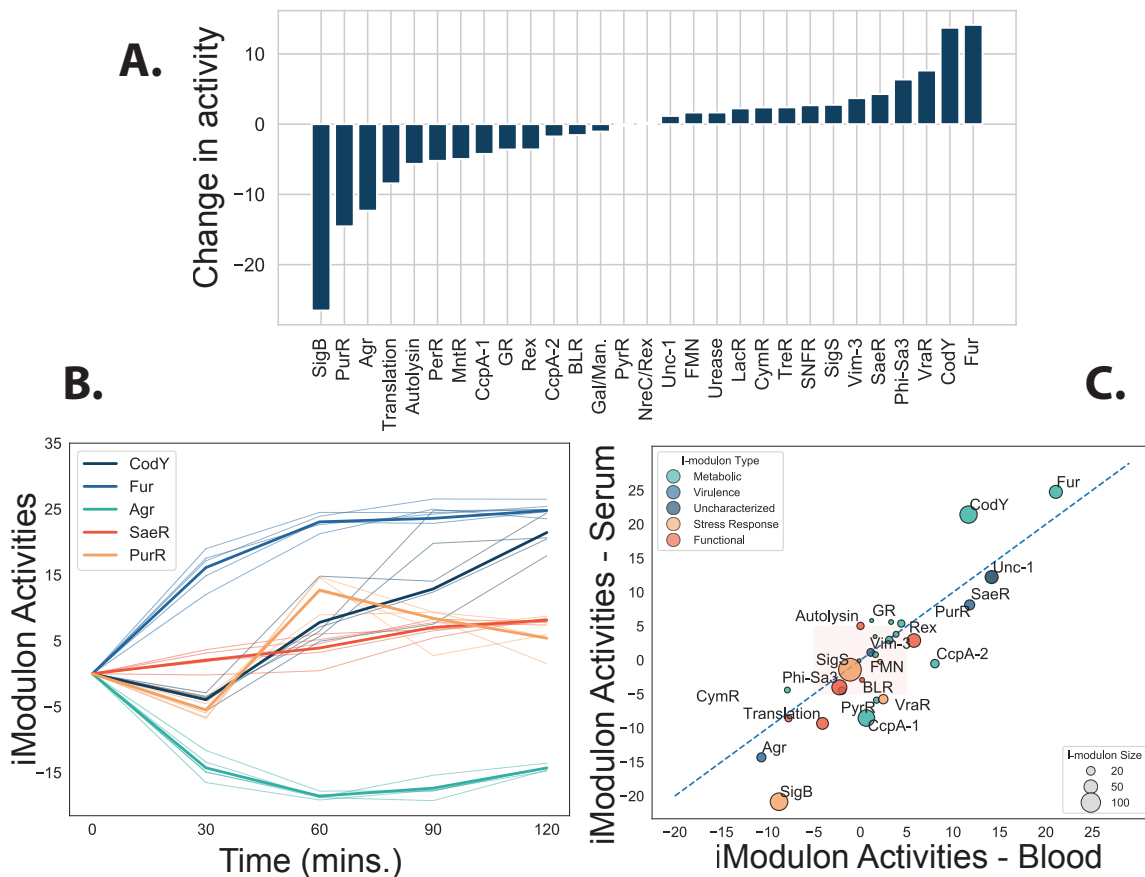 A.
Change in activity
10
0
−10
−20
SigB
PurR
Agr
Translation
Autolysin
PerR
MntR
CcpA-1
GR
Rex
CcpA-2
BLR
Gal/Man.
PyrR
NreC/Rex
Unc-1
FMN
Urease
LacR
CymR
TreR
SNFR
SigS
Vim-3
SaeR
Phi-Sa3
VraR
CodY
Fur
B.
iModulon Activities
35
25
15
5
−5
−15
CodY
Fur
Agr
SaeR
PurR
0
30
60
90
120
Time (mins.)
C.
iModulon Activities - Serum
25
20
15
10
5
0
−5
−10
−15
−20
I-modulon Type
Metabolic
Virulence
Uncharacterized
Stress Response
Functional
Fur
CodY
Unc-1
SaeR
PurR
GR
Autolysin
Rex
Vim-3
CcpA-2
SigS
FMN
Phi-Sa3
BLR
CymR
VraR
PyrR
Translation
CcpA-1
Agr
SigB
I-modulon Size
20
50
100
−20
−15
−10
−5
0
5
10
15
20
25
iModulon Activities - Blood